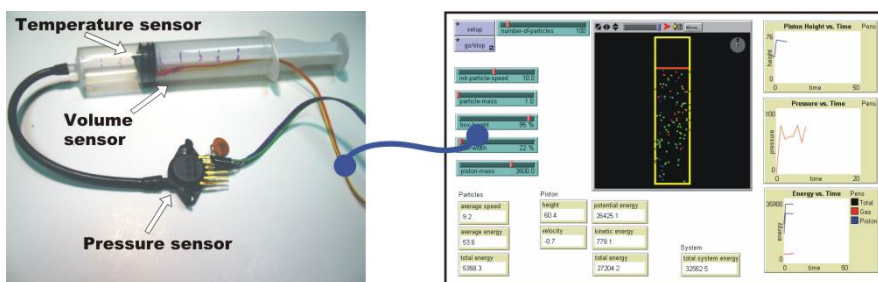 Temperature sensor
Volume
sensor
Pressure sensor
setup
number-of-particles 100
go/stop
init-particle-speed 10.0
particle-mass 1.0
box-height 95 %
22 %
piston-mass 3500.0
Particles
average speed
9.2
average energy
53.6
total energy
5358.3
Piston
height
60.4
velocity
-0.7
potential energy
26425.1
kinetic energy
779.1
total energy
27204.2
System
total system energy
32562.5
Piston Height vs. Time Pens
76
height
0
0 time 50
Pressure vs. Time Pens
100
pressure
0
0 time 20
Energy vs. Time Pens
35900
energy
0
0 time 50
Total
Gas
Piston